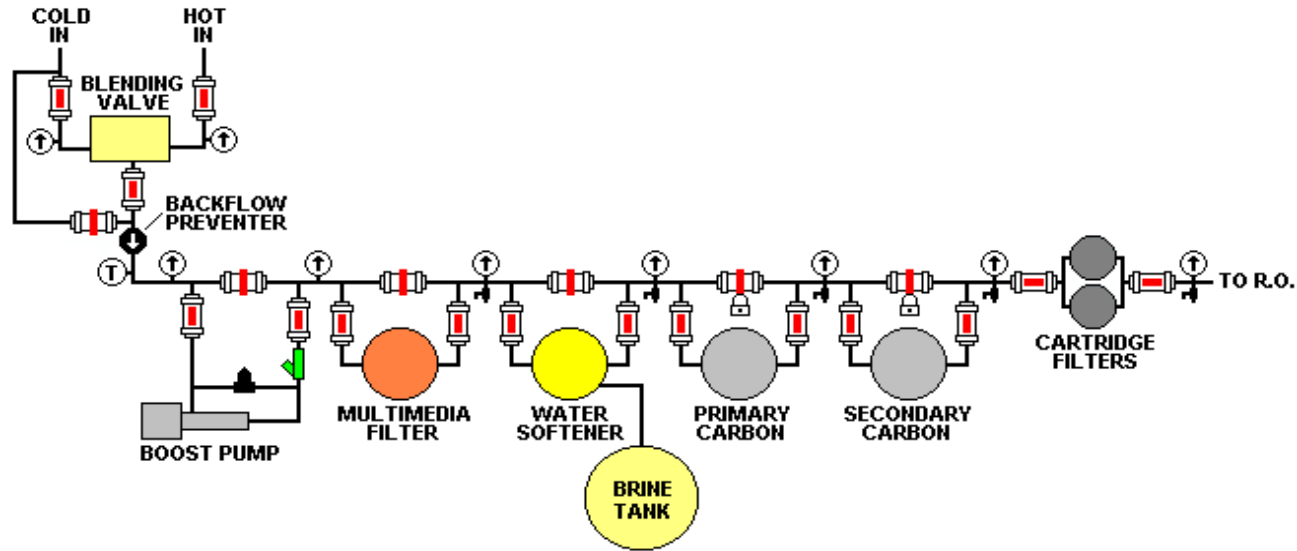 COLD
IN
HOT
IN
BLENDING
VALVE
BACKFLOW
PREVENTER
T
TO R.O.
CARTRIDGE
FILTERS
MULTIMEDIA
FILTER
WATER
SOFTENER
PRIMARY
CARBON
SECONDARY
CARBON
BOOST PUMP
BRINE
TANK